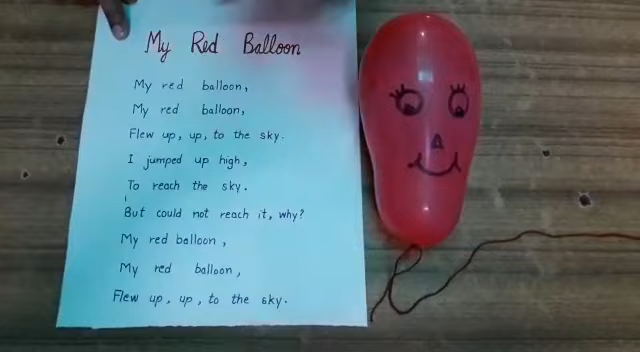 My Red Balloon
My red balloon,
My red balloon,
Flew up, up, to the sky.
I jumped up high,
To reach the sky.
But could not reach it, why?
My red balloon,
My red balloon,
Flew up, up, to the sky.